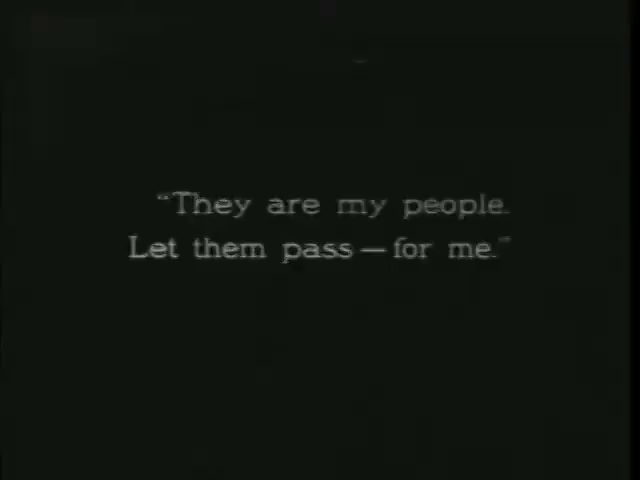 "They are my people.
Let them pass — for me."